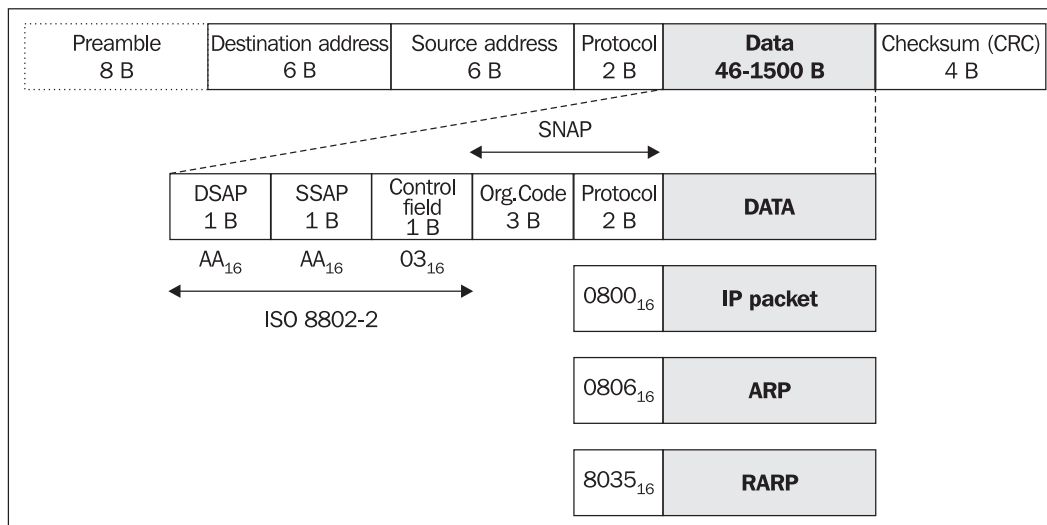 Preamble
8 B
Destination address
6 B
Source address
6 B
Protocol
2 B
Data
46-1500 B
Checksum (CRC)
4 B
SNAP
DSAP
1 B
SSAP
1 B
Control
field
1 B
Org.Code
3 B
Protocol
2 B
DATA
AA₁₆
AA₁₆
03₁₆
ISO 8802-2
0800₁₆
IP packet
0806₁₆
ARP
8035₁₆
RARP